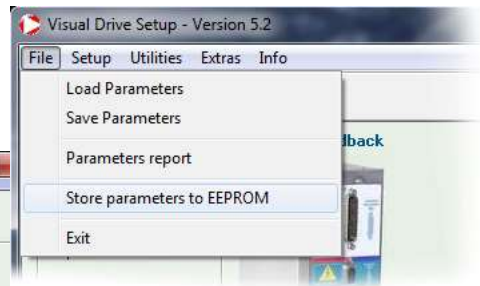 Visual Drive Setup - Version 5.2
File Setup Utilities Extras Info
Load Parameters
Save Parameters
Parameters report
Store parameters to EEPROM
Exit